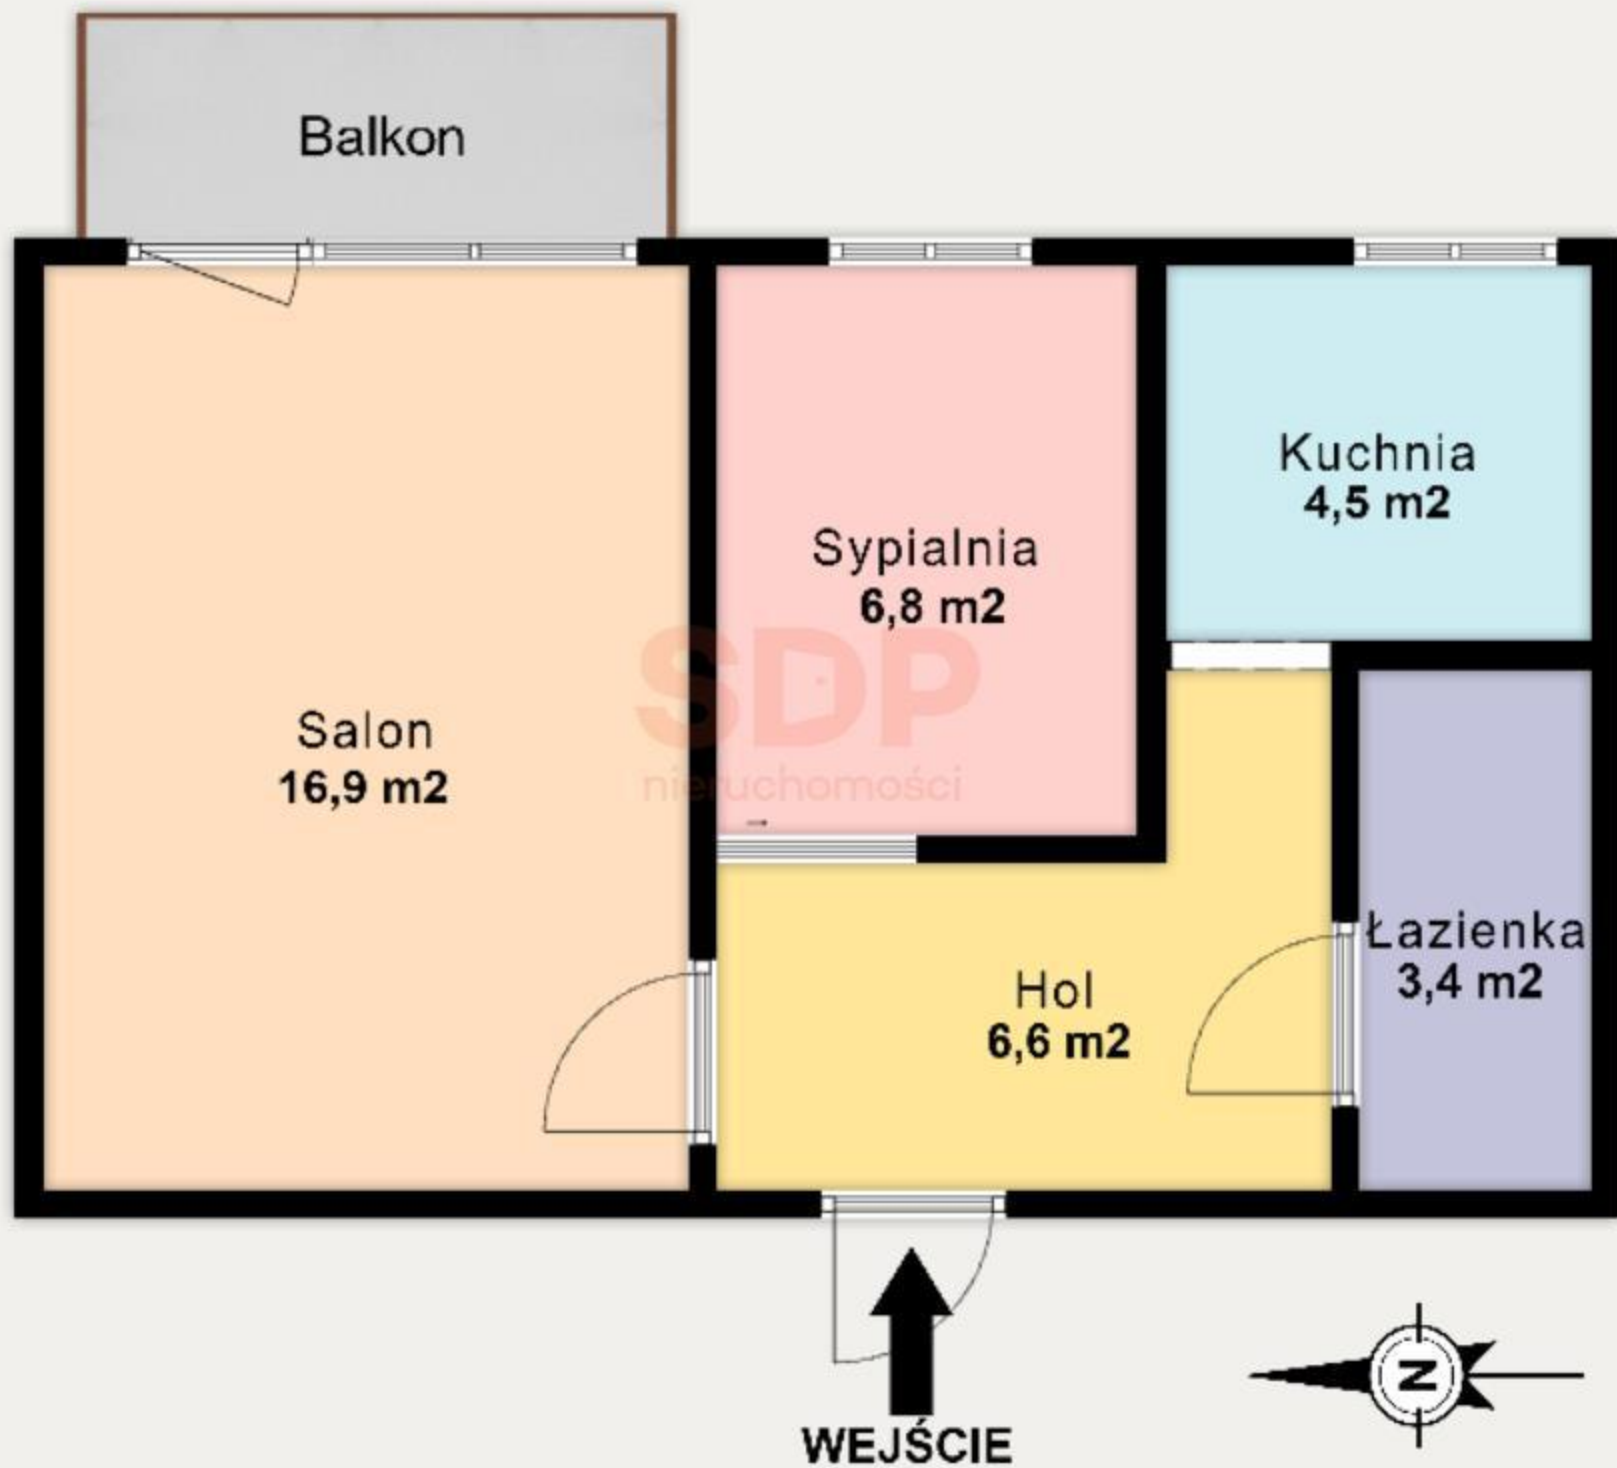 Balkon
Kuchnia
4,5 m2
Sypialnia
6,8 m2
SDP
nieruchomości
Salon
16,9 m2
Łazienka
3,4 m2
Hol
6,6 m2
WEJŚCIE
N